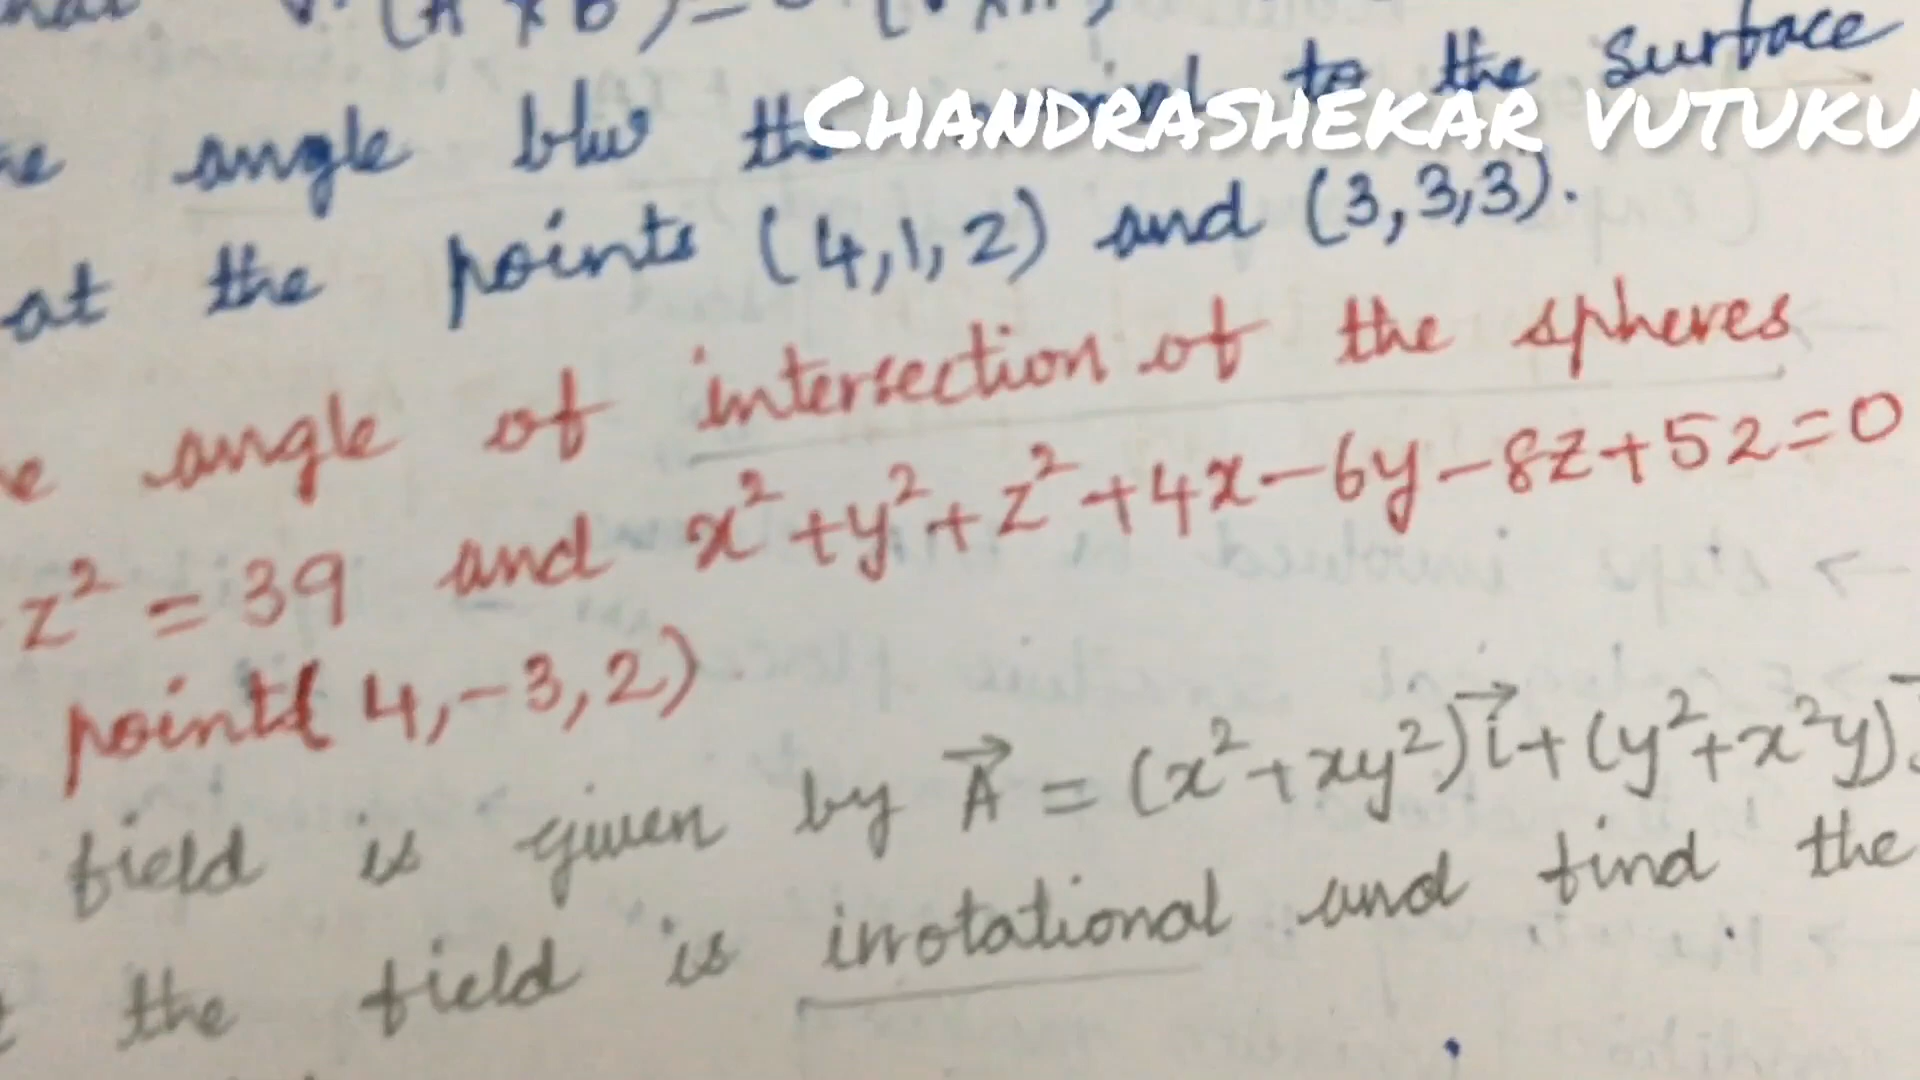 CHANDRASHEKAR VUTUKU
angle b/w the normal to the surface
at the points (4,1,2) and (3,3,3).
angle of intersection of the spheres
z² = 39 and x²+y²+z²+4x-6y-8z+52=0
point( 4,-3,2)
field is given by A⃗ = (x²+xy²)i⃗+(y²+x²y)
the field is irrotational and find the